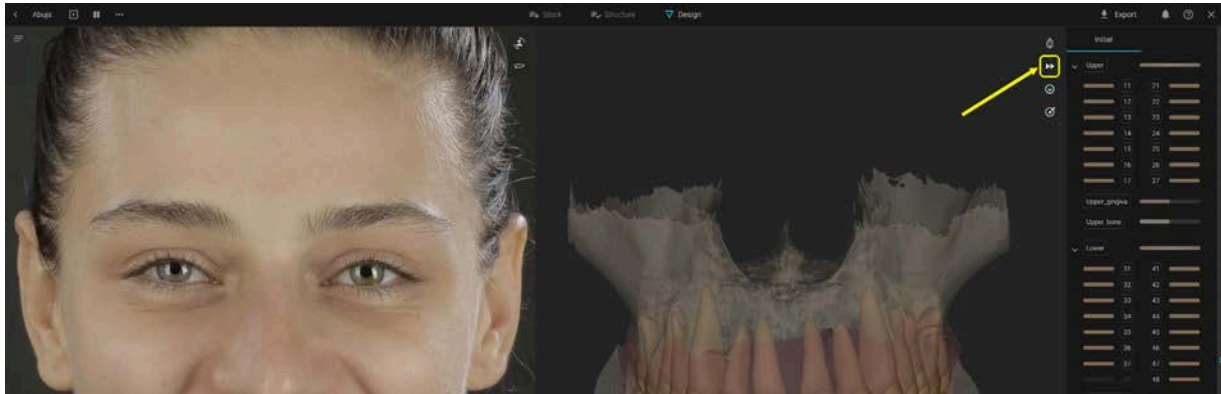 Abujs
Stock
Structure
Design
Export
Initial
Upper
11 21
12 22
13 23
14 24
15 25
16 26
17 27
Upper_gingiva
Upper bone
Lower
31 41
32 42
33 43
34 44
35 45
36 46
37 47
48